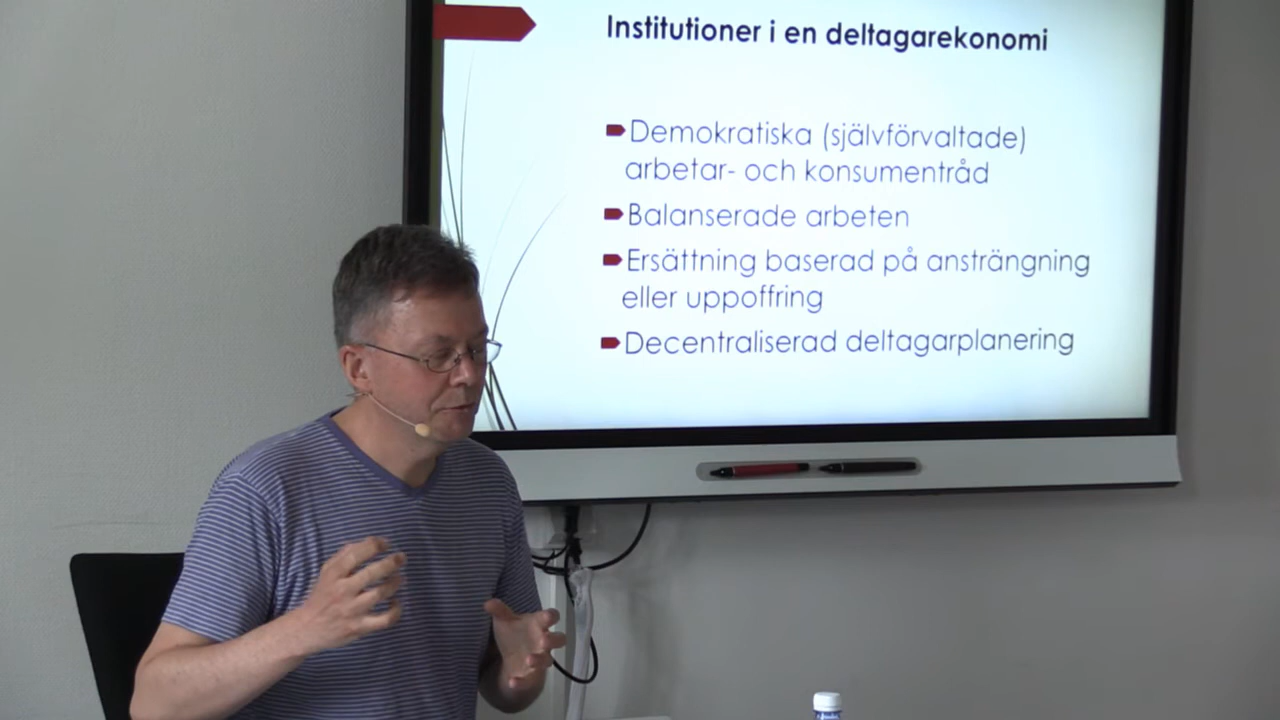 Institutioner i en deltagarekonomi
Demokratiska (självförvaltade)
arbetar- och konsumentråd
Balanserade arbeten
Ersättning baserad på ansträngning
eller uppoffring
Decentraliserad deltagarplanering